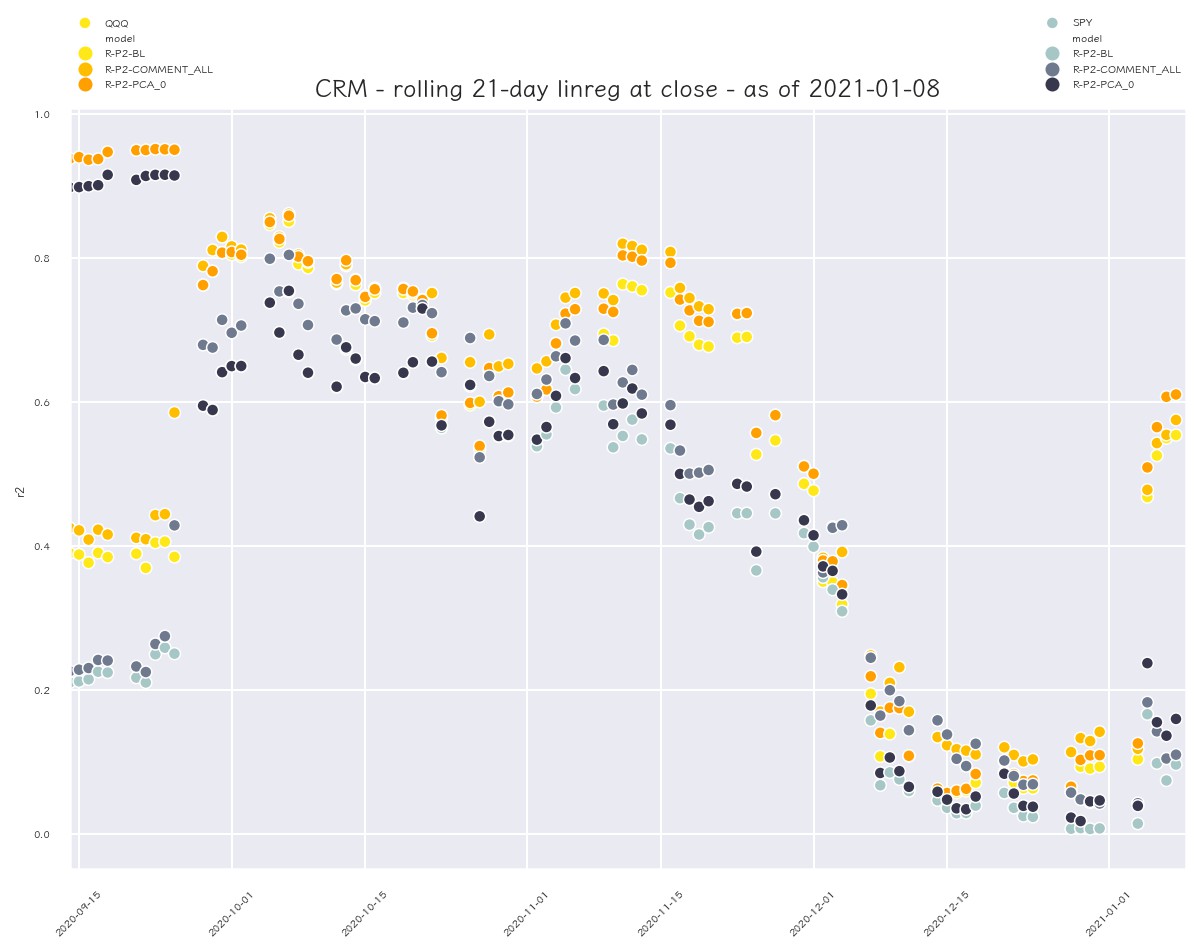 QQQ
model
R-P2-BL
R-P2-COMMENT_ALL
R-P2-PCA_0
SPY
model
R-P2-BL
R-P2-COMMENT_ALL
R-P2-PCA_0
CRM - rolling 21-day linreg at close - as of 2021-01-08
1.0
0.8
0.6
0.4
0.2
0.0
r2
2020-09-15
2020-10-01
2020-10-15
2020-11-01
2020-11-15
2020-12-01
2020-12-15
2021-01-01